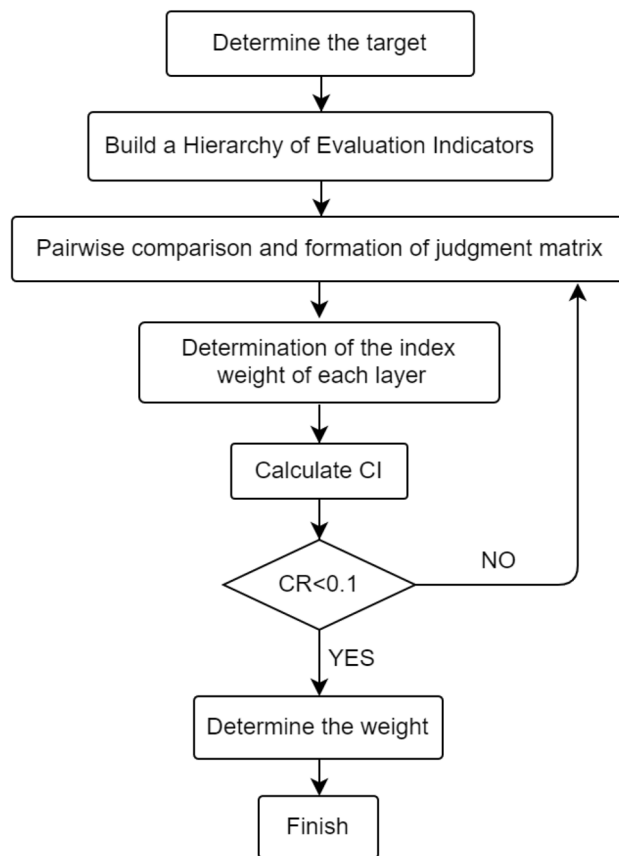 Determine the target
Build a Hierarchy of Evaluation Indicators
Pairwise comparison and formation of judgment matrix
Determination of the index
weight of each layer
Calculate CI
CR<0.1
NO
YES
Determine the weight
Finish